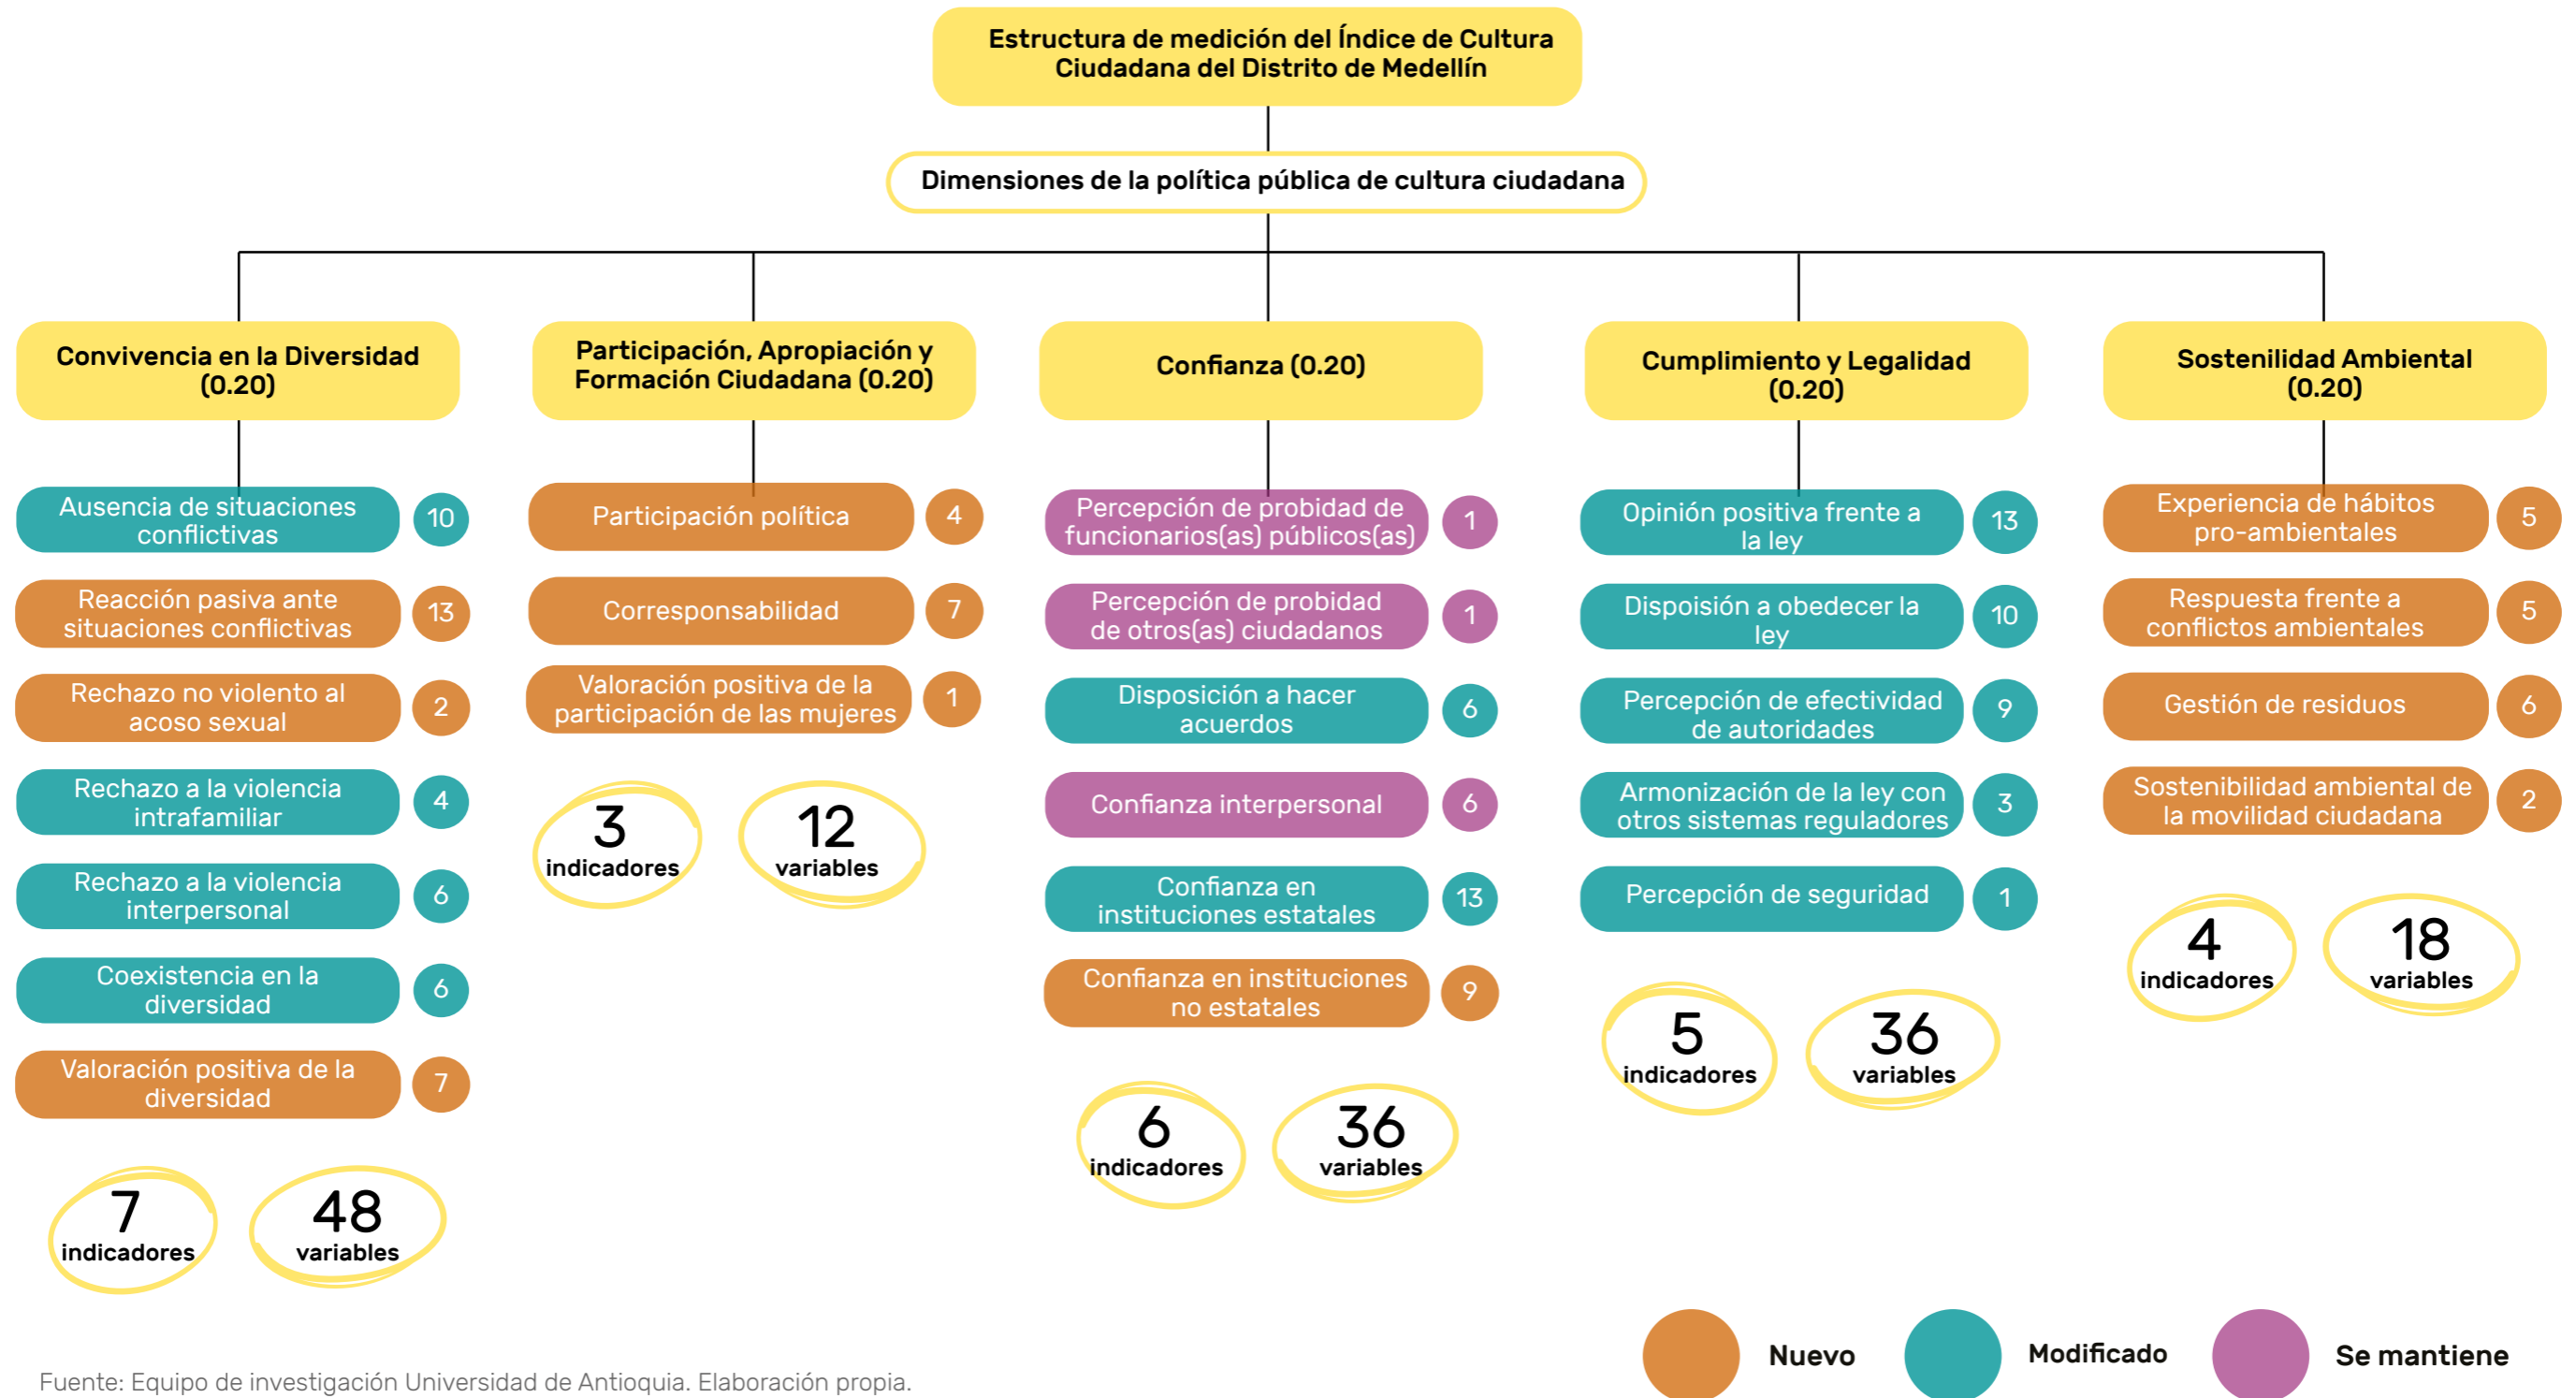 Estructura de medición del Índice de Cultura
Ciudadana del Distrito de Medellín
Dimensiones de la política pública de cultura ciudadana
Convivencia en la Diversidad
(0.20)
Ausencia de situaciones
conflictivas
10
Reacción pasiva ante
situaciones conflictivas
13
Rechazo no violento al
acoso sexual
2
Rechazo a la violencia
intrafamiliar
4
Rechazo a la violencia
interpersonal
6
Coexistencia en la
diversidad
6
Valoración positiva de la
diversidad
7
7
indicadores
48
variables
Participación, Apropiación y
Formación Ciudadana (0.20)
Participación política
4
Corresponsabilidad
7
Valoración positiva de la
participación de las mujeres
1
3
indicadores
12
variables
Confianza (0.20)
Percepción de probidad de
funcionarios(as) públicos(as)
1
Percepción de probidad
de otros(as) ciudadanos
1
Disposición a hacer
acuerdos
6
Confianza interpersonal
6
Confianza en
instituciones estatales
13
Confianza en instituciones
no estatales
9
6
indicadores
36
variables
Cumplimiento y Legalidad
(0.20)
Opinión positiva frente a
la ley
13
Dispoisión a obedecer la
ley
10
Percepción de efectividad
de autoridades
9
Armonización de la ley con
otros sistemas reguladores
3
Percepción de seguridad
1
5
indicadores
36
variables
Sostenilidad Ambiental
(0.20)
Experiencia de hábitos
pro-ambientales
5
Respuesta frente a
conflictos ambientales
5
Gestión de residuos
6
Sostenibilidad ambiental de
la movilidad ciudadana
2
4
indicadores
18
variables
Nuevo
Modificado
Se mantiene
Fuente: Equipo de investigación Universidad de Antioquia. Elaboración propia.